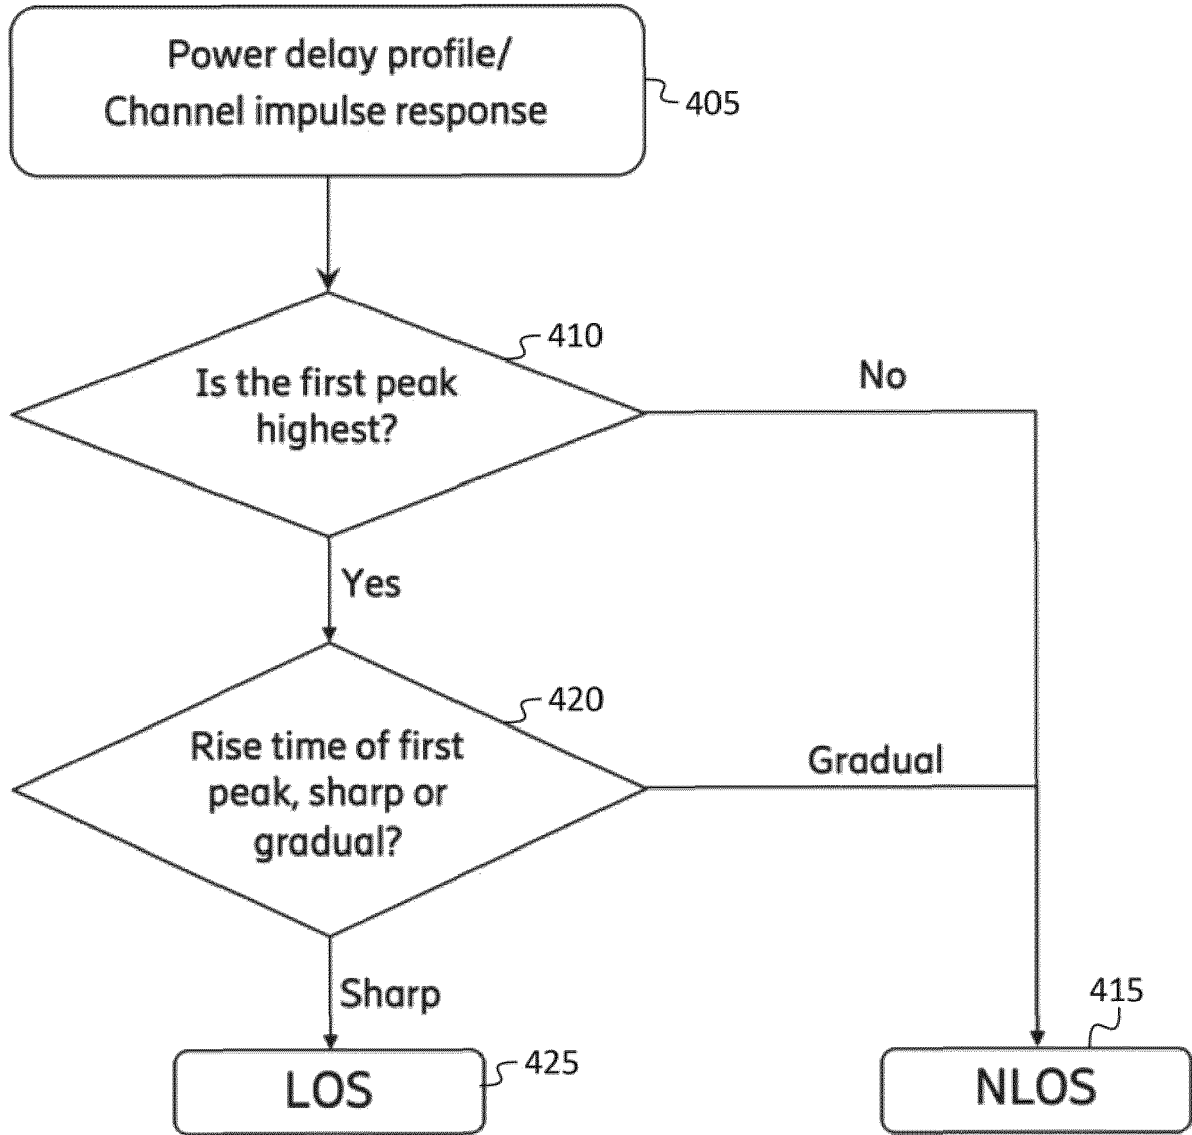 Power delay profile/
Channel impulse response
405
410
Is the first peak
highest?
No
Yes
420
Rise time of first
peak, sharp or
gradual?
Gradual
Sharp
415
LOS
425
NLOS